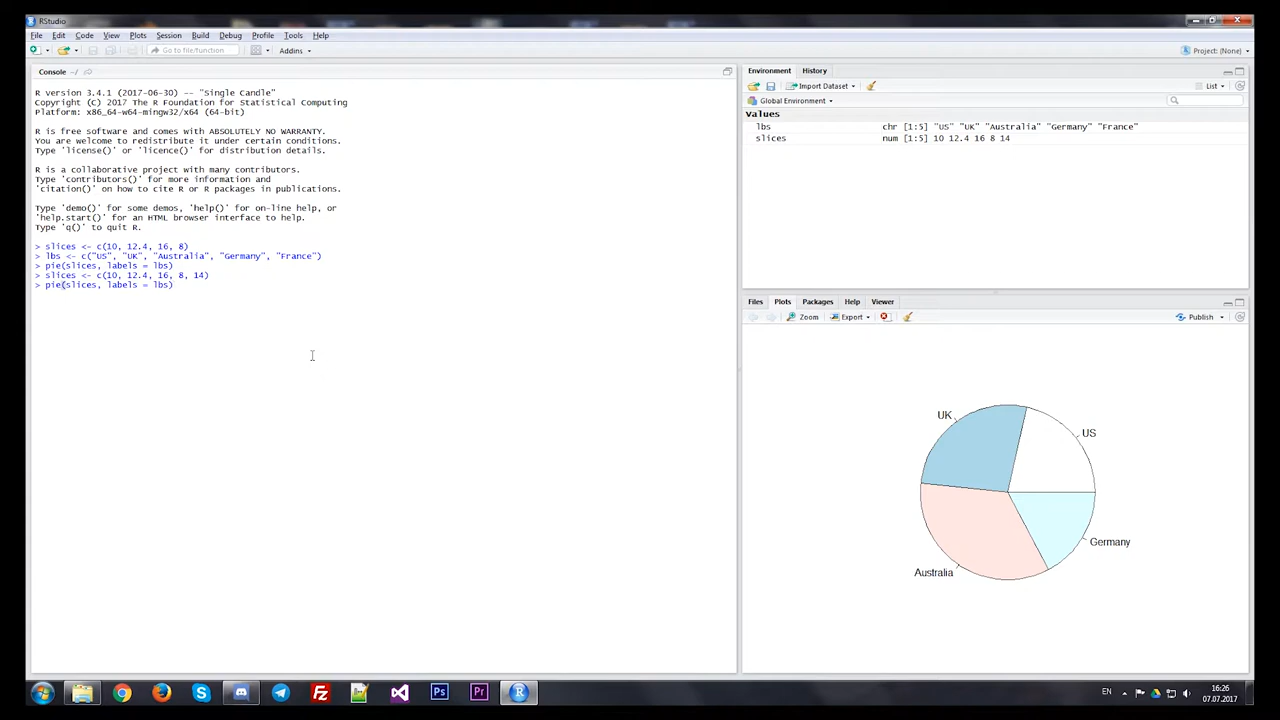 RStudio
File Edit Code View Plots Session Build Debug Profile Tools Help
Go to file/function
Addins
Project: (None)
Console ~/
R version 3.4.1 (2017-06-30) -- "Single Candle"
Copyright (C) 2017 The R Foundation for Statistical Computing
Platform: x86_64-w64-mingw32/x64 (64-bit)
R is free software and comes with ABSOLUTELY NO WARRANTY.
You are welcome to redistribute it under certain conditions.
Type 'license()' or 'licence()' for distribution details.
R is a collaborative project with many contributors.
Type 'contributors()' for more information and
'citation()' on how to cite R or R packages in publications.
Type 'demo()' for some demos, 'help()' for on-line help, or
'help.start()' for an HTML browser interface to help.
Type 'q()' to quit R.
> slices <- c(10, 12.4, 16, 8)
> lbs <- c("US", "UK", "Australia", "Germany", "France")
> pie(slices, labels = lbs)
> slices <- c(10, 12.4, 16, 8, 14)
> pie(slices, labels = lbs)
Environment History
Import Dataset
List
Global Environment
Values
lbs chr [1:5] "US" "UK" "Australia" "Germany" "France"
slices num [1:5] 10 12.4 16 8 14
Files Plots Packages Help Viewer
Zoom Export Publish
UK
US
Germany
Australia
Ps
Pr
R
EN
16:26
07.07.2017